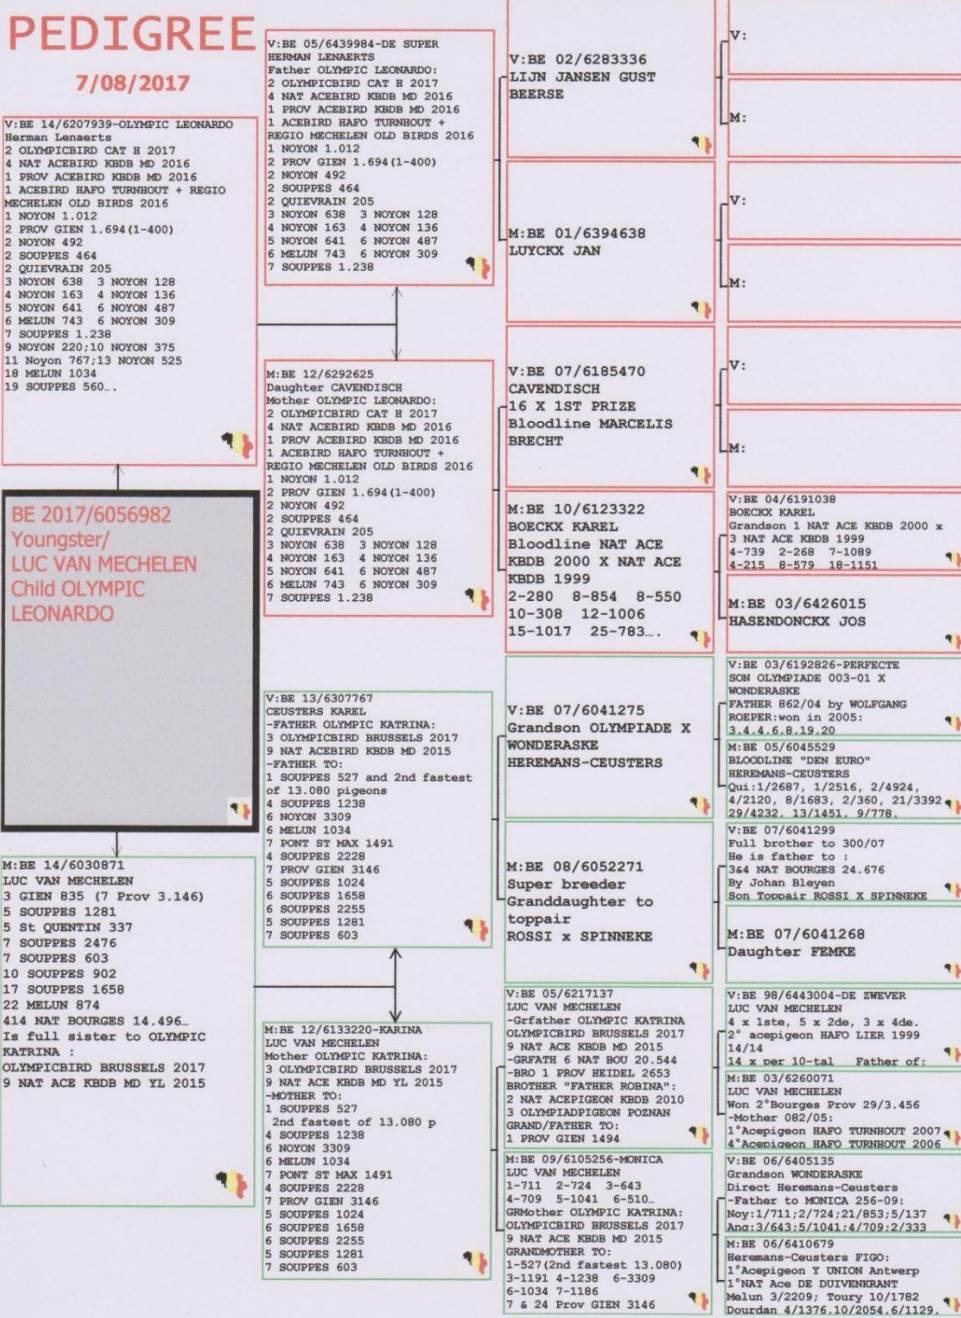 PEDIGREE
7/08/2017
V:BE 14/6207939-OLYMPIC LEONARDO
Herman Lenaerts
2 OLYMPICBIRD CAT H 2017
4 NAT ACEBIRD KBDB MD 2016
1 PROV ACEBIRD KBDB MD 2016
1 ACEBIRD HAFO TURNHOUT + REGIO
MECHELEN OLD BIRDS 2016
1 NOYON 1.012
2 PROV GIEN 1.694(1-400)
2 NOYON 492
2 SOUPPES 464
2 QUIEVRAIN 205
3 NOYON 638 3 NOYON 128
4 NOYON 163 4 NOYON 136
5 NOYON 641 6 NOYON 487
6 MELUN 743 6 NOYON 309
7 SOUPPES 1.238
9 NOYON 220;10 NOYON 375
11 Noyon 767;13 NOYON 525
18 MELUN 1034
19 SOUPPES 560...
BE 2017/6056982
Youngster/
LUC VAN MECHELEN
Child OLYMPIC
LEONARDO
M:BE 14/6030871
LUC VAN MECHELEN
3 GIEN 835 (7 Prov 3.146)
5 SOUPPES 1281
5 St QUENTIN 337
7 SOUPPES 2476
7 SOUPPES 603
10 SOUPPES 902
17 SOUPPES 1658
22 MELUN 874
414 NAT BOURGES 14.496...
Is full sister to OLYMPIC
KATRINA :
OLYMPICBIRD BRUSSELS 2017
9 NAT ACE KBDB MD YL 2015
V:BE 05/6439984-DE SUPER
HERMAN LENAERTS
Father OLYMPIC LEONARDO:
2 OLYMPICBIRD CAT H 2017
4 NAT ACEBIRD KBDB MD 2016
1 PROV ACEBIRD KBDB MD 2016
1 ACEBIRD HAFO TURNHOUT +
REGIO MECHELEN OLD BIRDS 2016
1 NOYON 1.012
2 PROV GIEN 1.694(1-400)
2 NOYON 492
2 SOUPPES 464
2 QUIEVRAIN 205
3 NOYON 638 3 NOYON 128
4 NOYON 163 4 NOYON 136
5 NOYON 641 6 NOYON 487
6 MELUN 743 6 NOYON 309
7 SOUPPES 1.238
M:BE 12/6292625
Daughter CAVENDISCH
Mother OLYMPIC LEONARDO:
2 OLYMPICBIRD CAT H 2017
4 NAT ACEBIRD KBDB MD 2016
1 PROV ACEBIRD KBDB MD 2016
1 ACEBIRD HAFO TURNHOUT +
REGIO MECHELEN OLD BIRDS 2016
1 NOYON 1.012
2 PROV GIEN 1.694(1-400)
2 NOYON 492
2 SOUPPES 464
2 QUIEVRAIN 205
3 NOYON 638 3 NOYON 128
4 NOYON 163 4 NOYON 136
5 NOYON 641 6 NOYON 487
6 MELUN 743 6 NOYON 309
7 SOUPPES 1.238
V:BE 13/6307767
CEUSTERS KAREL
-FATHER OLYMPIC KATRINA:
3 OLYMPICBIRD BRUSSELS 2017
9 NAT ACEBIRD KBDB MD 2015
-FATHER TO:
1 SOUPPES 527 and 2nd fastest
of 13.080 pigeons
4 SOUPPES 1238
6 NOYON 3309
6 MELUN 1034
7 PONT ST MAX 1491
4 SOUPPES 2228
7 PROV GIEN 3146
5 SOUPPES 1024
6 SOUPPES 1658
6 SOUPPES 2255
5 SOUPPES 1281
7 SOUPPES 603
M:BE 12/6133220-KARINA
LUC VAN MECHELEN
Mother OLYMPIC KATRINA:
3 OLYMPICBIRD BRUSSELS 2017
9 NAT ACE KBDB MD YL 2015
-MOTHER TO:
1 SOUPPES 527
2nd fastest of 13.080 p
4 SOUPPES 1238
6 NOYON 3309
6 MELUN 1034
7 PONT ST MAX 1491
4 SOUPPES 2228
7 PROV GIEN 3146
5 SOUPPES 1024
6 SOUPPES 1658
6 SOUPPES 2255
5 SOUPPES 1281
7 SOUPPES 603
V:BE 02/6283336
LIJN JANSEN GUST
BEERSE
M:BE 01/6394638
LUYCKX JAN
V:BE 07/6185470
CAVENDISCH
16 X 1ST PRIZE
Bloodline MARCELIS
BRECHT
M:BE 10/6123322
BOECKX KAREL
Bloodline NAT ACE
KBDB 2000 X NAT ACE
KBDB 1999
2-280 8-854 8-550
10-308 12-1006
15-1017 25-783...
V:BE 07/6041275
Grandson OLYMPIADE X
WONDERASKE
HEREMANS-CEUSTERS
M:BE 08/6052271
Super breeder
Granddaughter to
toppair
ROSSI x SPINNEKE
V:BE 05/6217137
LUC VAN MECHELEN
-Grfather OLYMPIC KATRINA
OLYMPICBIRD BRUSSELS 2017
9 NAT ACE KBDB MD 2015
-GRFATH 6 NAT BOU 20.544
-BRO 1 PROV HEIDEL 2653
BROTHER "FATHER ROBINA":
2 NAT ACEPIGEON KBDB 2010
3 OLYMPIADPIGEON POZNAN
GRAND/FATHER TO:
1 PROV GIEN 1494
M:BE 09/6105256-MONICA
LUC VAN MECHELEN
1-711 2-724 3-643
4-709 5-1041 6-510...
GRMother OLYMPIC KATRINA:
OLYMPICBIRD BRUSSELS 2017
9 NAT ACE KBDB MD 2015
GRANDMOTHER TO:
1-527(2nd fastest 13.080)
3-1191 4-1238 6-3309
6-1034 7-1186
7 & 24 Prov GIEN 3146
V:
M:
V:
M:
V:
M:
V:BE 04/6191038
BOECKX KAREL
Grandson 1 NAT ACE KBDB 2000 x
3 NAT ACE KBDB 1999
4-739 2-268 7-1089
4-215 8-579 18-1151
M:BE 03/6426015
HASENDONCKX JOS
V:BE 03/6192826-PERFECTE
SON OLYMPIADE 003-01 X
WONDERASKE
FATHER 862/04 by WOLFGANG
ROEPER:won in 2005:
3.4.4.6.8.19.20
M:BE 05/6045529
BLOODLINE "DEN EURO"
HEREMANS-CEUSTERS
Qui:1/2687, 1/2516, 2/4924,
4/2120, 8/1683, 2/360, 21/3392
29/4232, 13/1451, 9/778,
V:BE 07/6041299
Full brother to 300/07
He is father to :
3&4 NAT BOURGES 24.676
By Johan Bleyen
Son Toppair ROSSI X SPINNEKE
M:BE 07/6041268
Daughter FEMKE
V:BE 98/6443004-DE ZWEVER
LUC VAN MECHELEN
4 x 1ste, 5 x 2de, 3 x 4de.
2° acepigeon HAFO LIER 1999
14/14
14 x per 10-tal Father of:
M:BE 03/6260071
LUC VAN MECHELEN
Won 2°Bourges Prov 29/3.456
-Mother 082/05:
1°Acepigeon HAFO TURNHOUT 2007
4°Acepigeon HAFO TURNHOUT 2006
V:BE 06/6405135
Grandson WONDERASKE
Direct Heremans-Ceusters
-Father to MONICA 256-09:
Noy:1/711;2/724;21/853;5/137
Ang:3/643;5/1041;4/709;2/333
M:BE 06/6410679
Heremans-Ceusters FIGO:
1°Acepigeon Y UNION Antwerp
1°NAT Ace DE DUIVENKRANT
Melun 3/2209; Toury 10/1782
Dourdan 4/1376,10/2054,6/1129,